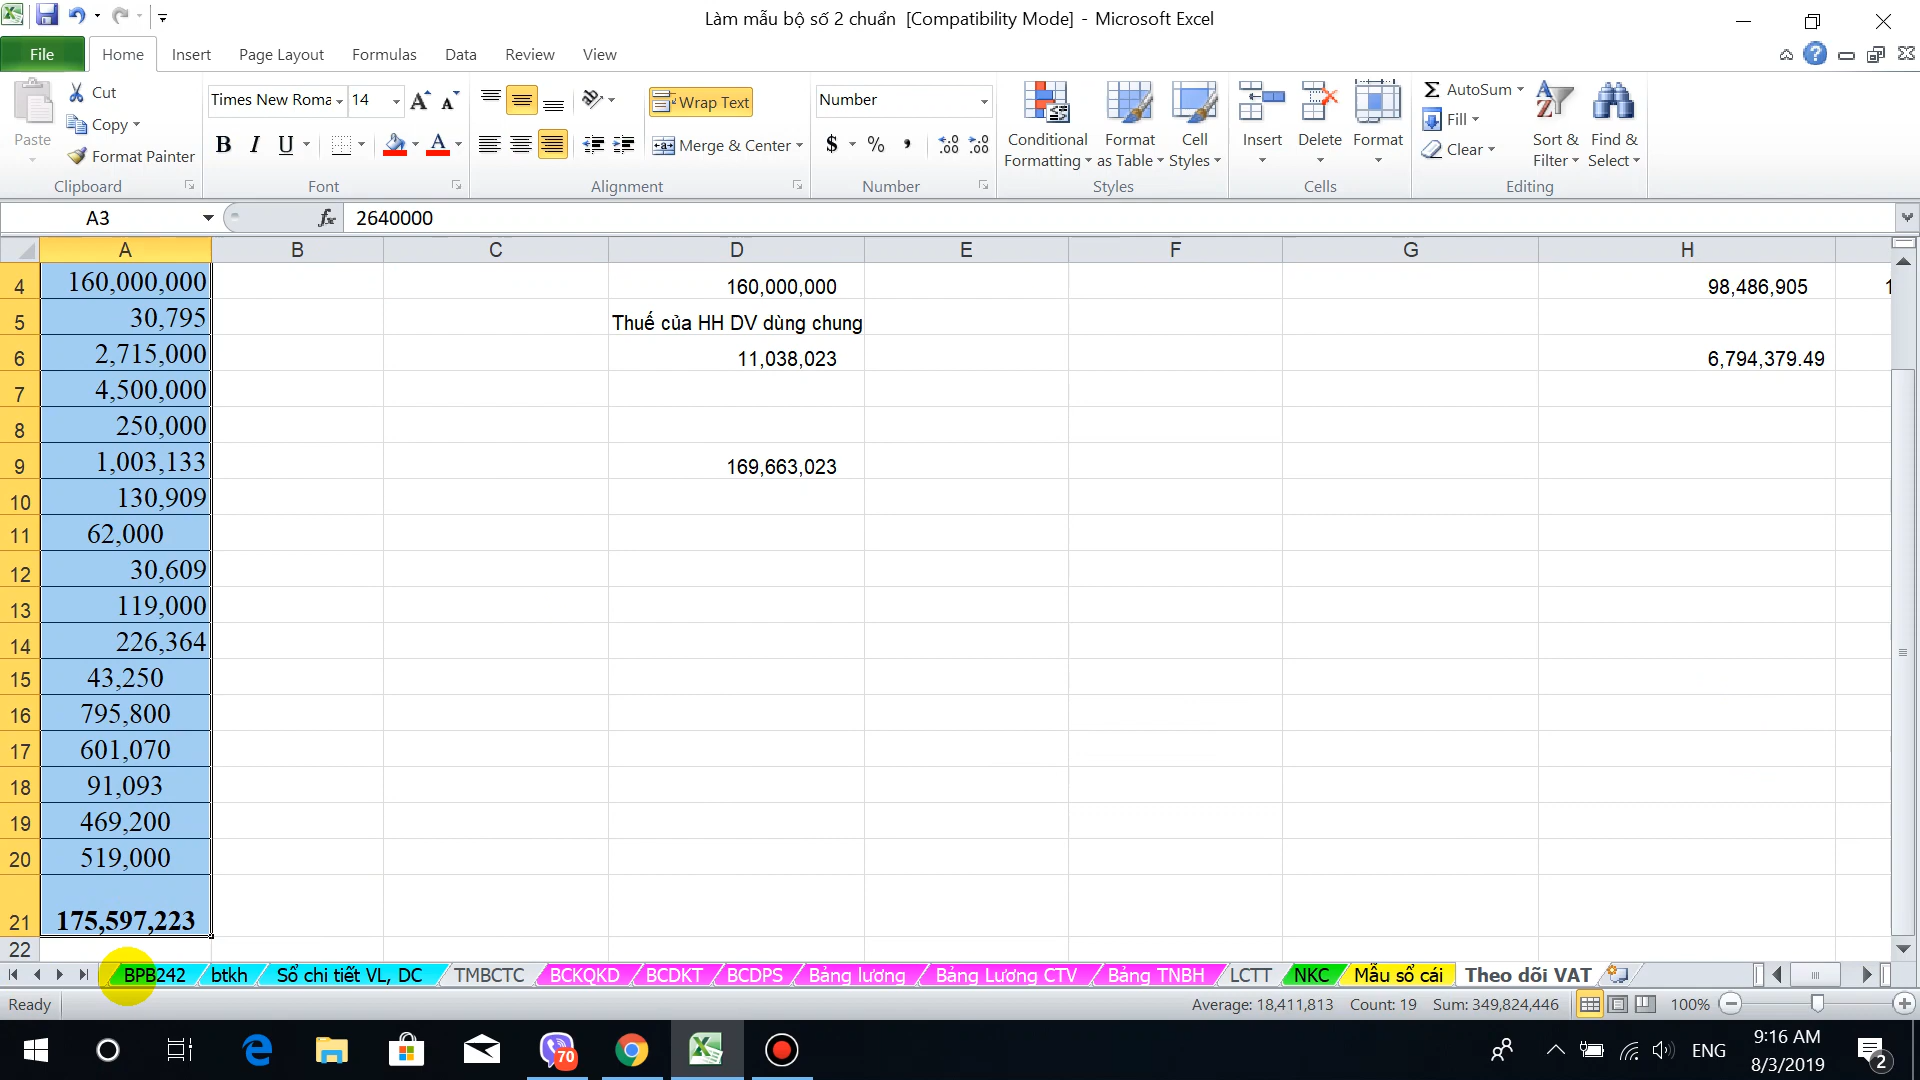 Làm mẫu bộ số 2 chuẩn [Compatibility Mode] - Microsoft Excel
File Home Insert Page Layout Formulas Data Review View
Paste Cut Copy Format Painter Clipboard
Times New Roma 14 B I U Font
Wrap Text Merge & Center Alignment
Number $ % , Number
Conditional Formatting Format as Table Cell Styles Styles
Insert Delete Format Cells
AutoSum Fill Clear Sort & Filter Find & Select Editing
A3 fx 2640000
A B C D E F G H
4 160,000,000 160,000,000 98,486,905 1
5 30,795 Thuế của HH DV dùng chung
6 2,715,000 11,038,023 6,794,379.49
7 4,500,000
8 250,000
9 1,003,133 169,663,023
10 130,909
11 62,000
12 30,609
13 119,000
14 226,364
15 43,250
16 795,800
17 601,070
18 91,093
19 469,200
20 519,000
21 175,597,223
22
BPB242 btkh Sổ chi tiết VL, DC TMBCTC BCKQKD BCDKT BCDPS Bảng lương Bảng Lương CTV Bảng TNBH LCTT NKC Mẫu sổ cái Theo dõi VAT
Ready Average: 18,411,813 Count: 19 Sum: 349,824,446 100%
70 ENG 9:16 AM 2
8/3/2019